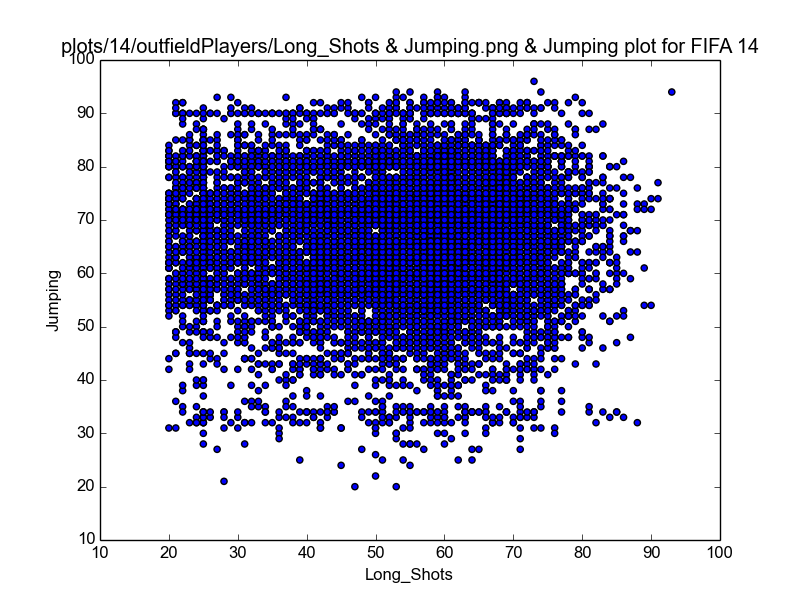 plots/14/outfieldPlayers/Long_Shots & Jumping.png & Jumping plot for FIFA 14
100
90
80
70
60
50
40
30
20
10
Jumping
10 20 30 40 50 60 70 80 90 100
Long_Shots